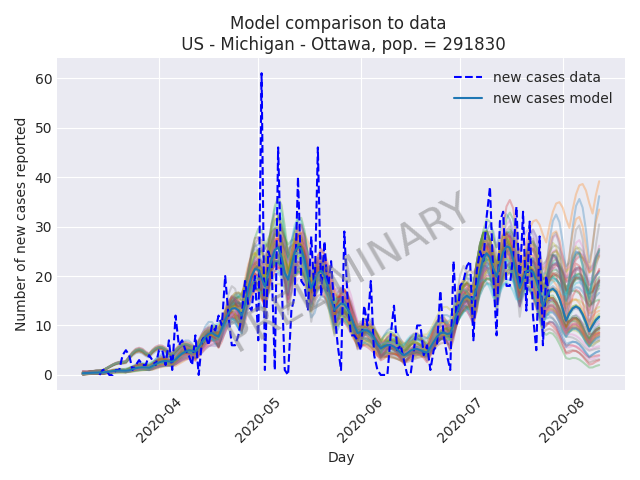 Model comparison to data
US - Michigan - Ottawa, pop. = 291830
new cases data
new cases model
PRELIMINARY
Number of new cases reported
60
50
40
30
20
10
0
2020-04
2020-05
2020-06
2020-07
2020-08
Day